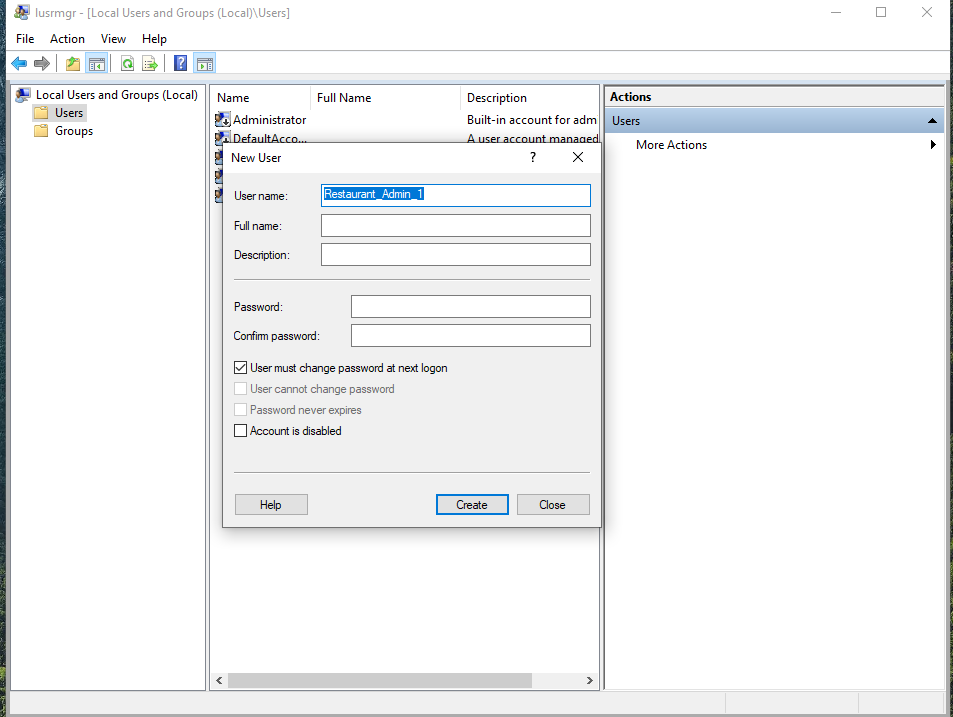 lusrmgr - [Local Users and Groups (Local)\Users]
File Action View Help
Local Users and Groups (Local)
Users
Groups
Name Full Name Description
Administrator Built-in account for adm
DefaultAcco... A user account managed
Actions
Users
More Actions
New User
User name: Restaurant_Admin_1
Full name:
Description:
Password:
Confirm password:
User must change password at next logon
User cannot change password
Password never expires
Account is disabled
Help Create Close